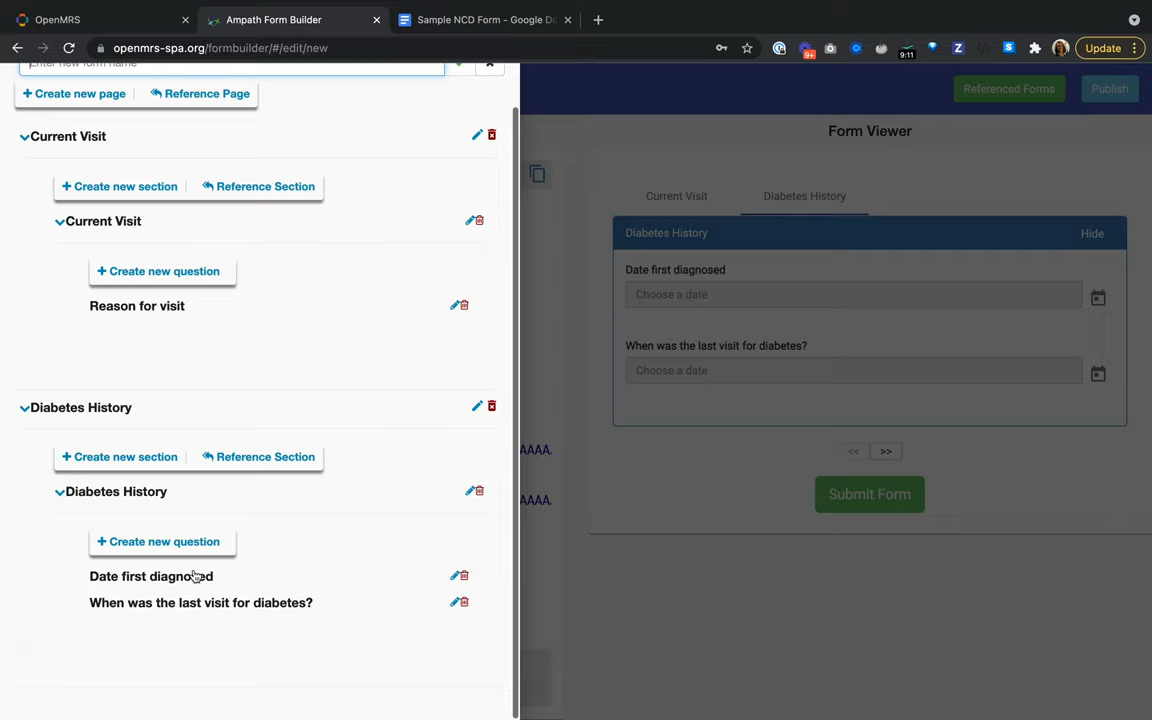 OpenMRS
Ampath Form Builder
Sample NCD Form - Google Do
Update
openmrs-spa.org/formbuilder/#/edit/new
9+
9:11
Z
S
Enter new form name
Create new page
Reference Page
Referenced Forms
Publish
Form Viewer
Current Visit
Create new section
Reference Section
Current Visit
Create new question
Reason for visit
Diabetes History
Create new section
Reference Section
Diabetes History
Create new question
Date first diagnosed
When was the last visit for diabetes?
AAAA.
AAAA.
Current Visit
Diabetes History
Diabetes History
Hide
Date first diagnosed
Choose a date
When was the last visit for diabetes?
Choose a date
<<
>>
Submit Form